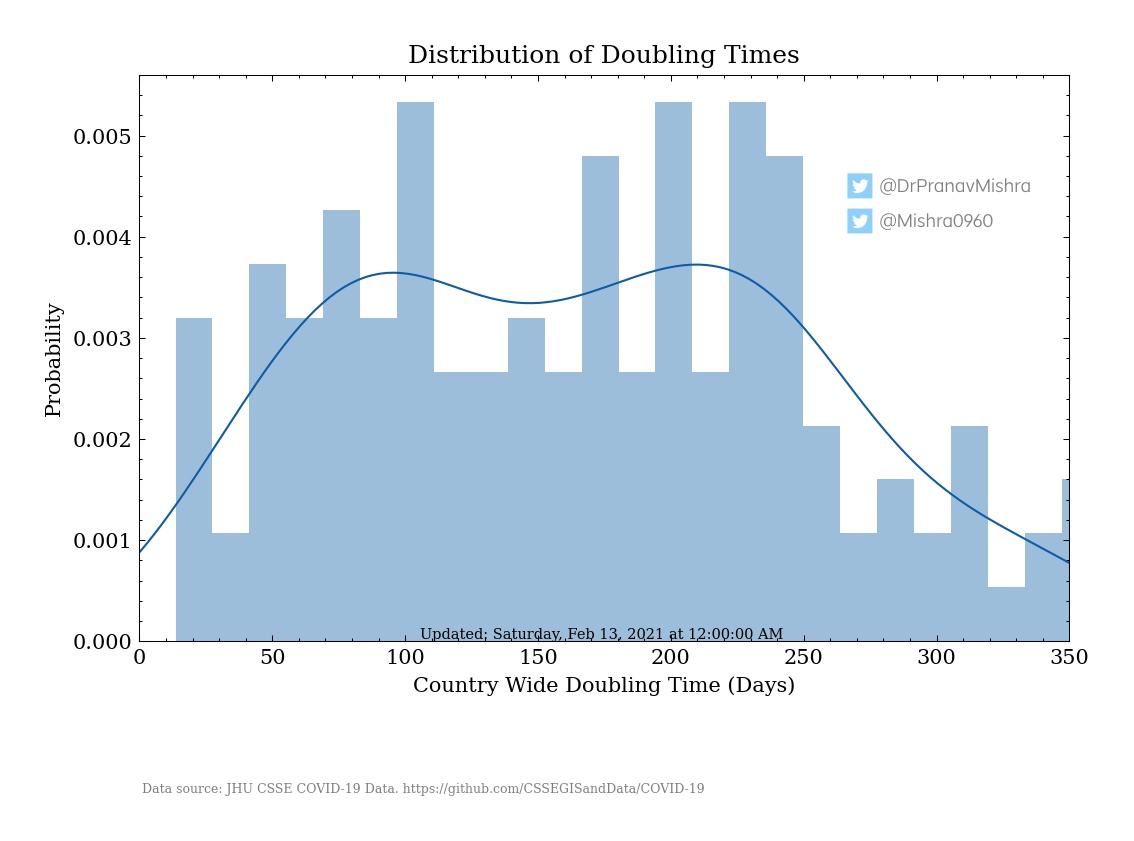 Distribution of Doubling Times
0.005
0.004
0.003
0.002
0.001
0.000
Probability
@DrPranavMishra
@Mishra0960
Updated; Saturday, Feb 13, 2021 at 12:00:00 AM
0 50 100 150 200 250 300 350
Country Wide Doubling Time (Days)
Data source: JHU CSSE COVID-19 Data. https://github.com/CSSEGISandData/COVID-19